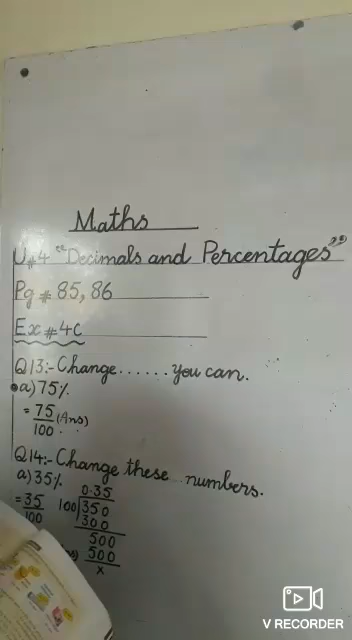 Maths
U#4 "Decimals and Percentages"
Pg # 85, 86
Ex # 4C
Q13:- Change ...... you can.
a) 75%
= 75/100 (Ans)
Q14:- Change these numbers.
a) 35%
= 35/100
0.35
100 350
300
500
500
x
V RECORDER